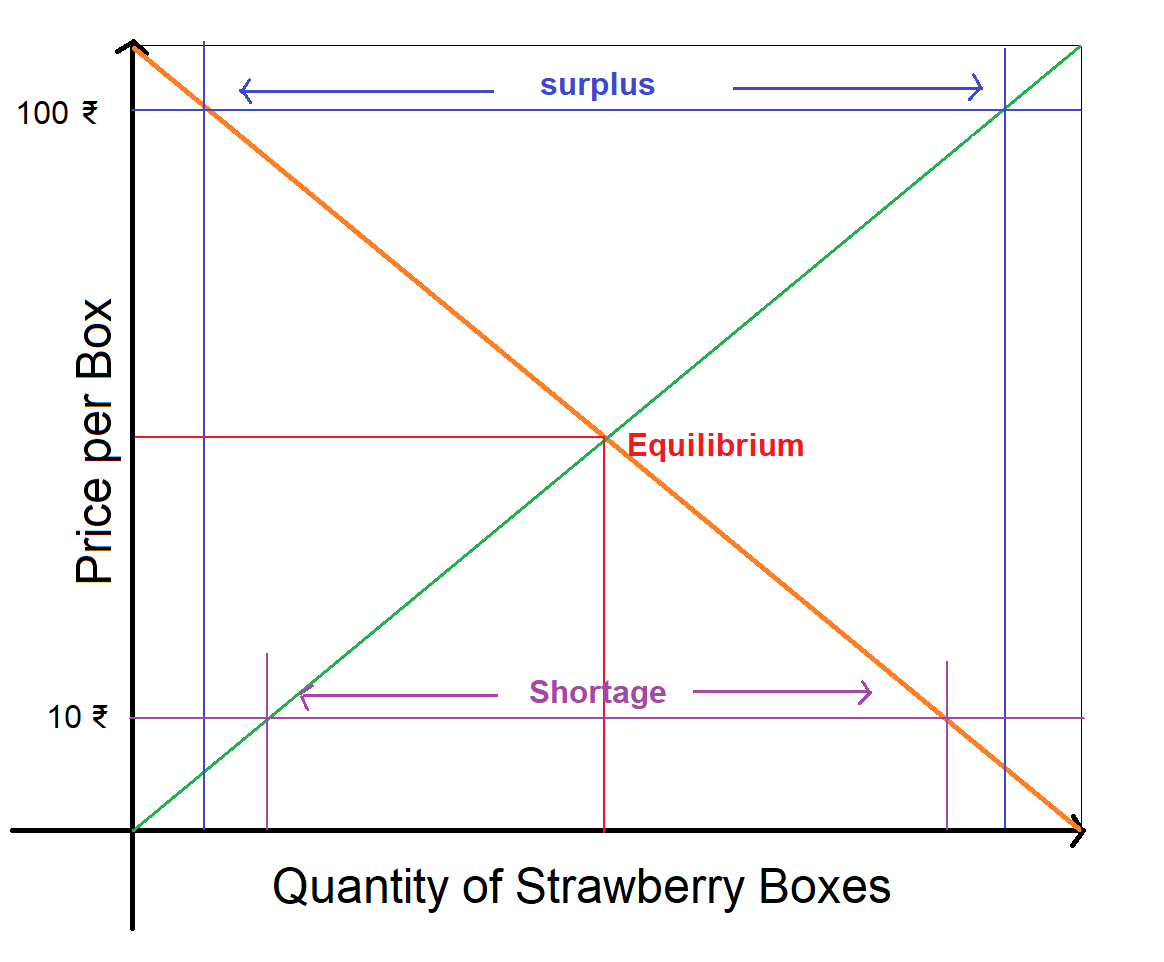 surplus
100 ₹
Price per Box
Equilibrium
Shortage
10 ₹
Quantity of Strawberry Boxes